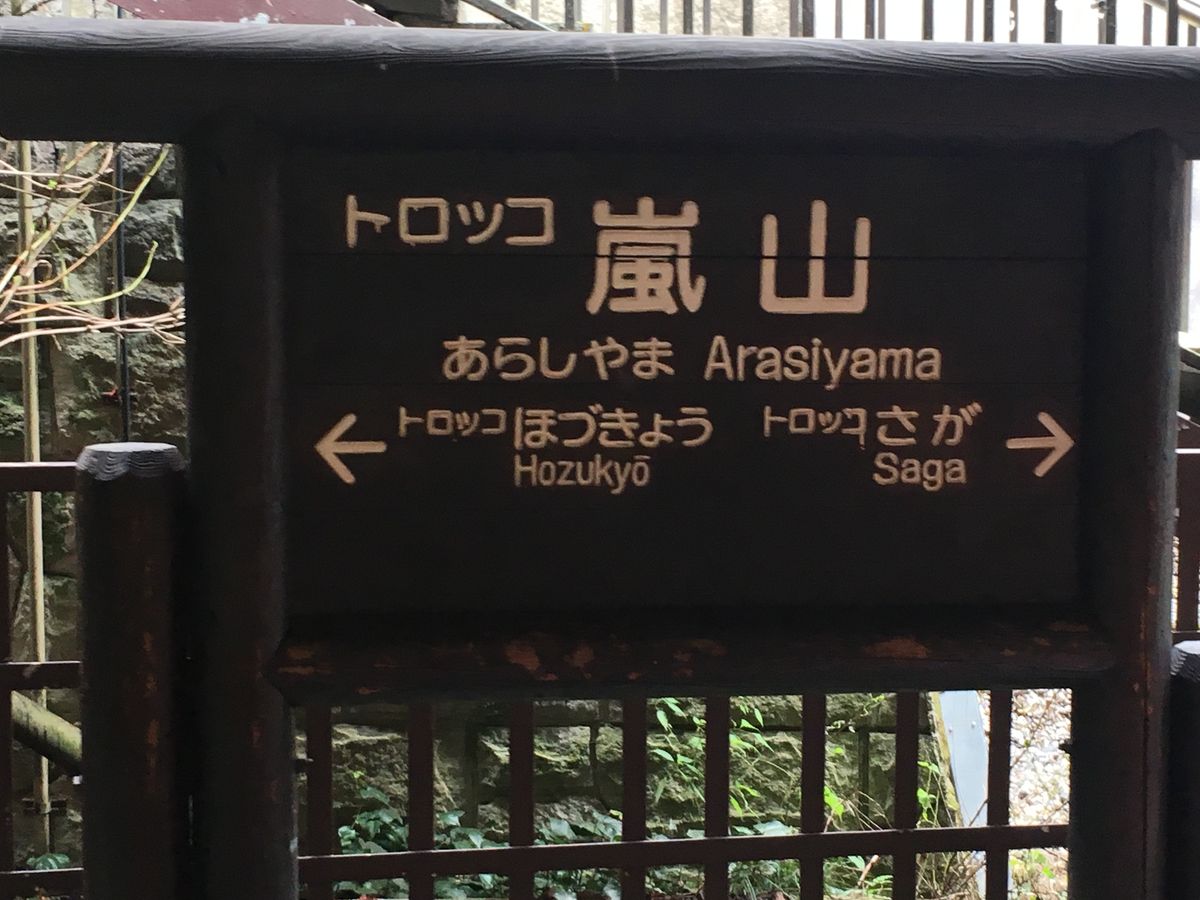 トロッコ 嵐山
あらしやま Arasiyama
← トロッコ ほづきょう トロッコ さが →
Hozukyō Saga